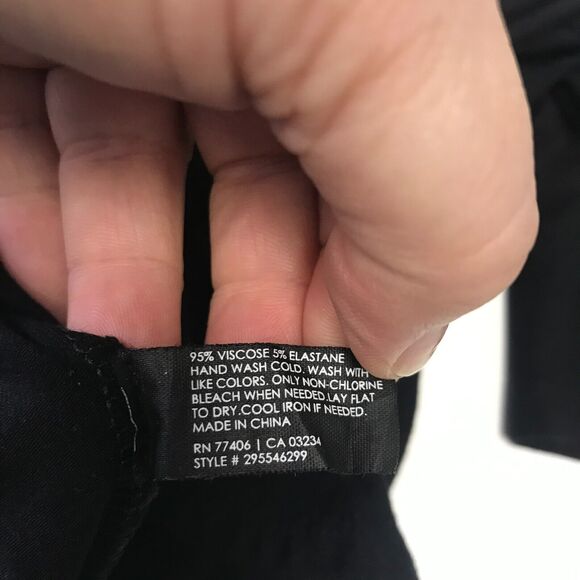 95% VISCOSE 5% ELASTANE
HAND WASH COLD. WASH WITH
LIKE COLORS. ONLY NON-CHLORINE
BLEACH WHEN NEEDED.LAY FLAT
TO DRY.COOL IRON IF NEEDED.
MADE IN CHINA
RN 77406 | CA 03234
STYLE # 295546299